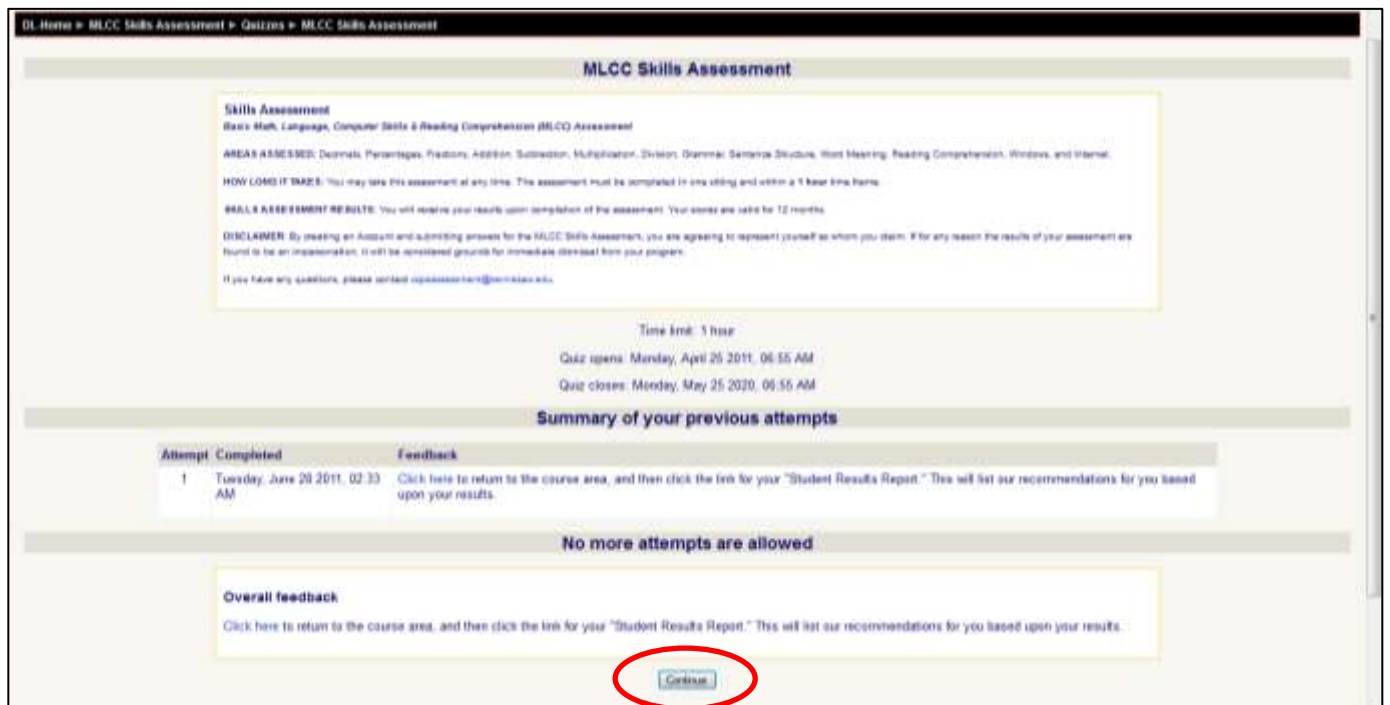 DL-Home ► MLCC Skills Assessment ► Quizzes ► MLCC Skills Assessment
MLCC Skills Assessment
Skills Assessment
Basic Math, Language, Computer Skills & Reading Comprehension (MLCC) Assessment
AREAS ASSESSED: Decimals, Percentages, Fractions, Addition, Subtraction, Multiplication, Division, Grammar, Sentence Structure, Word Meaning, Reading Comprehension, Windows, and Internet.
HOW LONG IT TAKES: You may take this assessment at any time. The assessment must be completed in one sitting and within a 1 hour time frame.
SKILLS ASSESSMENT RESULTS: You will receive your results upon completion of the assessment. Your scores are valid for 12 months.
DISCLAIMER: By creating an Account and submitting answers for the MLCC Skills Assessment, you are agreeing to represent yourself as whom you claim. If for any reason the results of your assessment are
found to be an impersonation, it will be considered grounds for immediate dismissal from your program.
If you have any questions, please contact
Time limit: 1 hour
Quiz opens: Monday, April 25 2011, 06:55 AM
Quiz closes: Monday, May 25 2020, 06:55 AM
Summary of your previous attempts
Attempt Completed Feedback
1 Tuesday, June 28 2011, 02:33 Click here to return to the course area, and then click the link for your "Student Results Report." This will list our recommendations for you based
AM upon your results.
No more attempts are allowed
Overall feedback
Click here to return to the course area, and then click the link for your "Student Results Report." This will list our recommendations for you based upon your results.
Continue